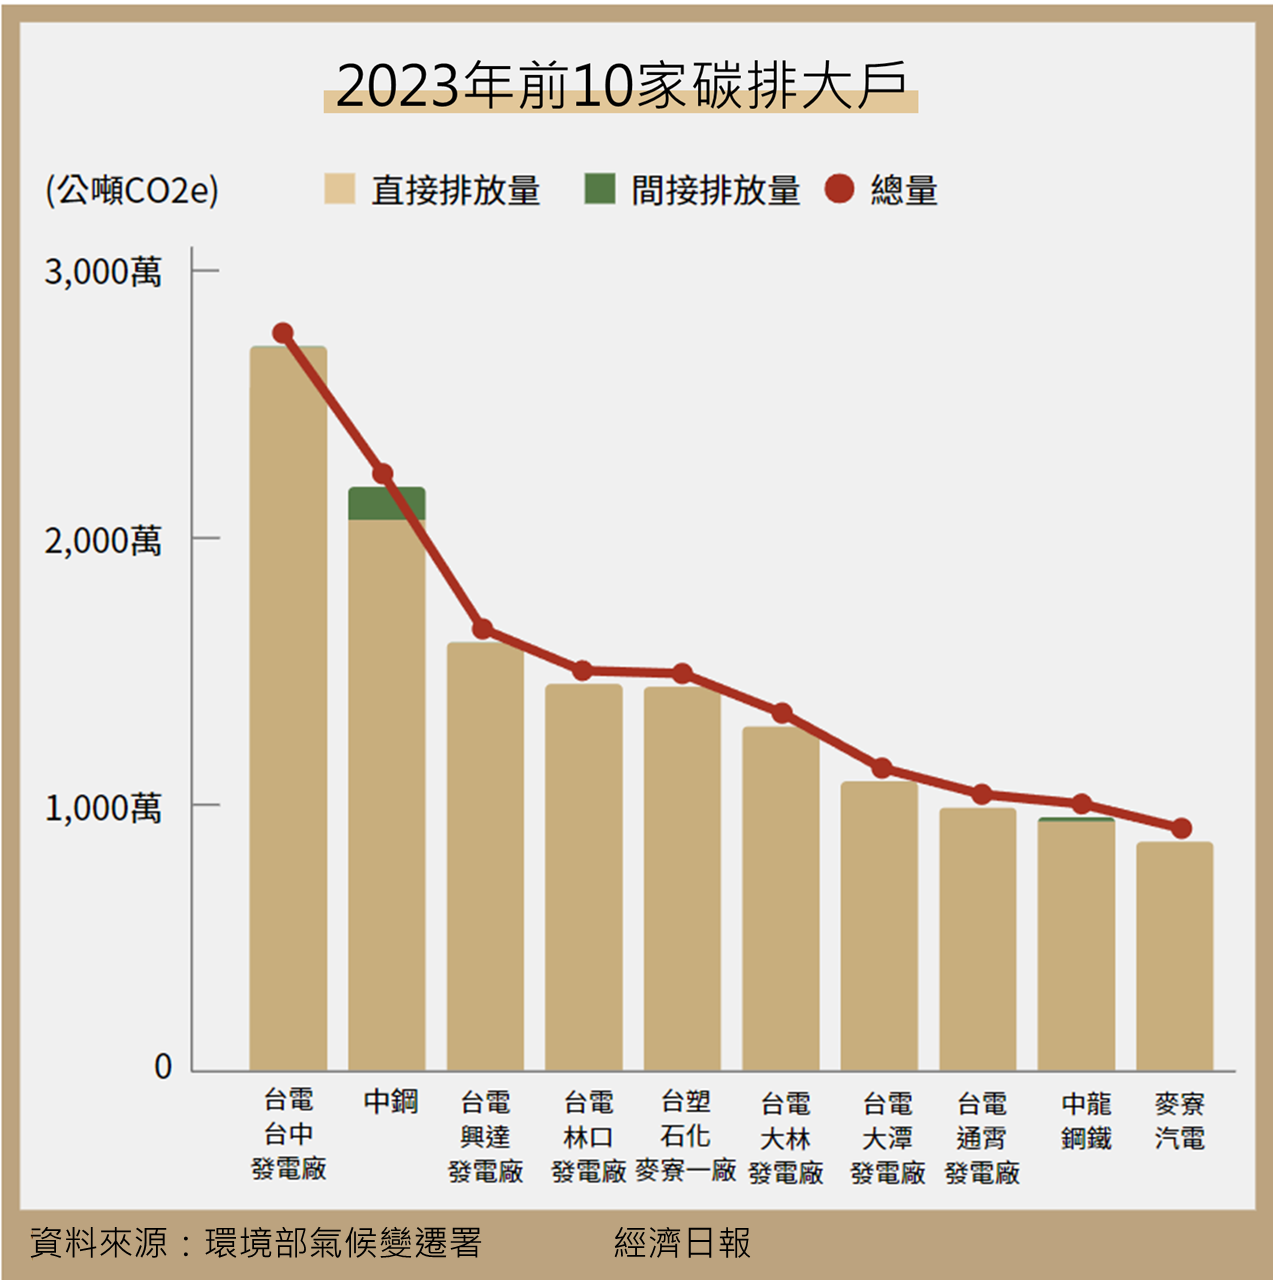 2023年前10家碳排大戶
(公噸CO2e)
直接排放量
間接排放量
總量
3,000萬
2,000萬
1,000萬
0
台電
台中
發電廠
中鋼
台電
興達
發電廠
台電
林口
發電廠
台塑
石化
麥寮一廠
台電
大林
發電廠
台電
大潭
發電廠
台電
通霄
發電廠
中龍
鋼鐵
麥寮
汽電
資料來源：環境部氣候變遷署
經濟日報